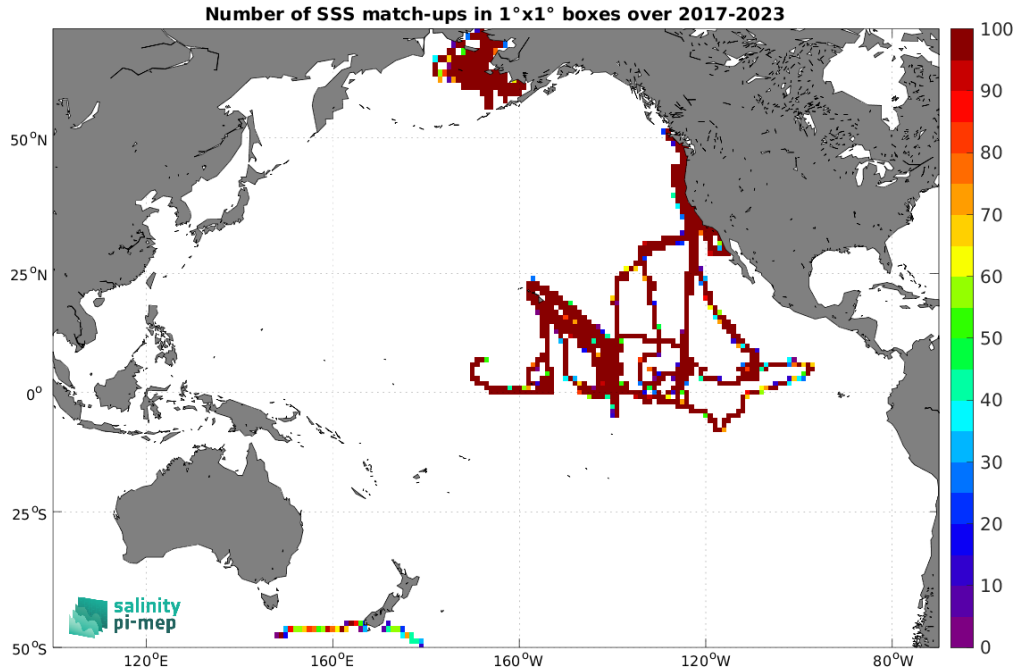 Number of SSS match-ups in 1°x1° boxes over 2017-2023
100
90
80
70
60
50
40
30
20
10
0
50°N
25°N
0°
25°S
50°S
120°E
160°E
160°W
120°W
80°W
salinity
pi-mep